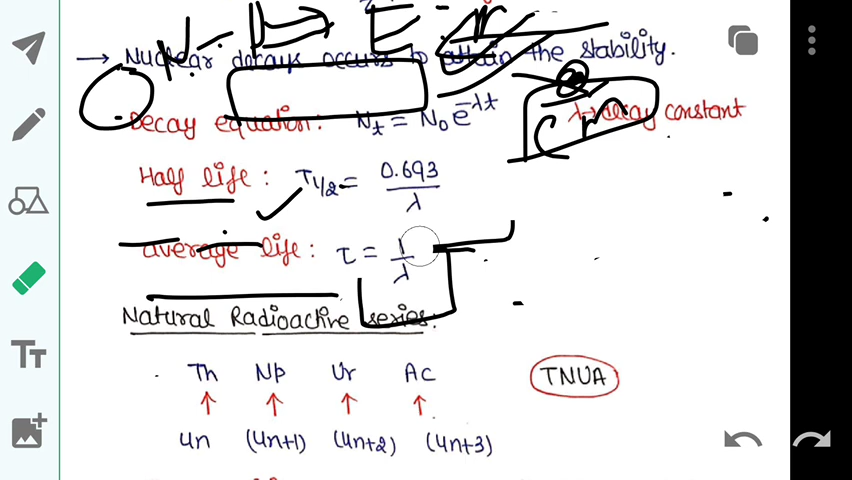 → Nuclear decays occurs to attain the stability.
Decay equation: Nt = N0 e^-λt λ→decay constant
Half life: T1/2 = 0.693/λ
average life: τ = 1/λ
Natural Radioactive series:
Th Np Ur Ac TNUA
↑ ↑ ↑ ↑
4n (4n+1) (4n+2) (4n+3)